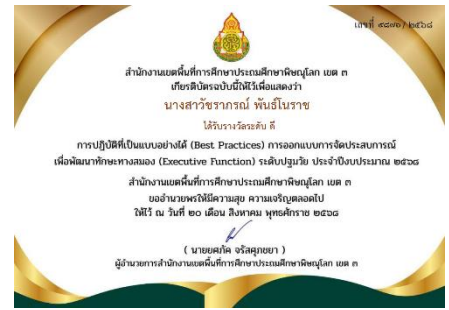 เลขที่ ๙๘๗๖ / ๒๕๖๘
สำนักงานเขตพื้นที่การศึกษาประถมศึกษาพิษณุโลก เขต ๓
เกียรติบัตรฉบับนี้ให้ไว้เพื่อแสดงว่า
นางสาววัชราภรณ์ พันธ์โนราช
ได้รับรางวัลระดับ ดี
การปฏิบัติที่เป็นแบบอย่างได้ (Best Practices) การออกแบบการจัดประสบการณ์
เพื่อพัฒนาทักษะทางสมอง (Executive Function) ระดับปฐมวัย ประจำปีงบประมาณ ๒๕๖๘
สำนักงานเขตพื้นที่การศึกษาประถมศึกษาพิษณุโลก เขต ๓
ขออำนวยพรให้มีความสุข ความเจริญตลอดไป
ให้ไว้ ณ วันที่ ๒๐ เดือน สิงหาคม พุทธศักราช ๒๕๖๘
( นายยศภัค จรัสศุภชยา )
ผู้อำนวยการสำนักงานเขตพื้นที่การศึกษาประถมศึกษาพิษณุโลก เขต ๓